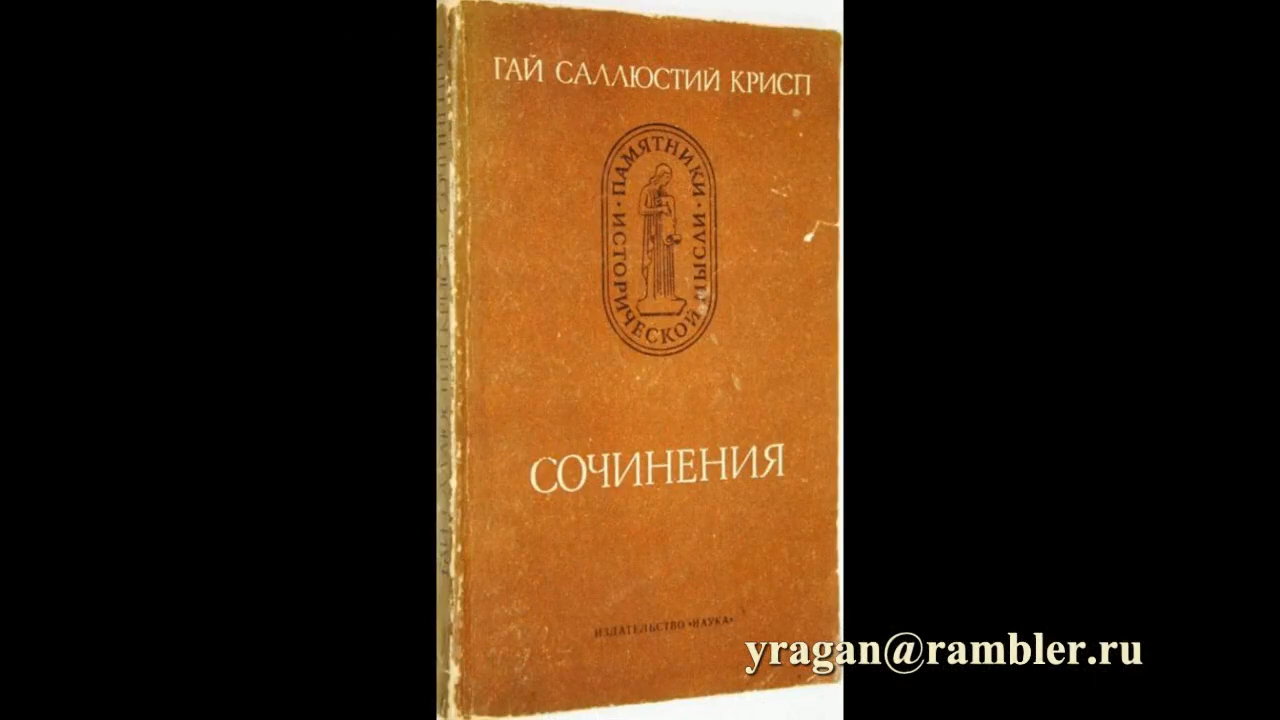 ГАЙ САЛЛЮСТИЙ КРИСП
ПАМЯТНИКИ · ИСТОРИЧЕСКОЙ МЫСЛИ ·
СОЧИНЕНИЯ
ИЗДАТЕЛЬСТВО «НАУКА»
yragan@rambler.ru